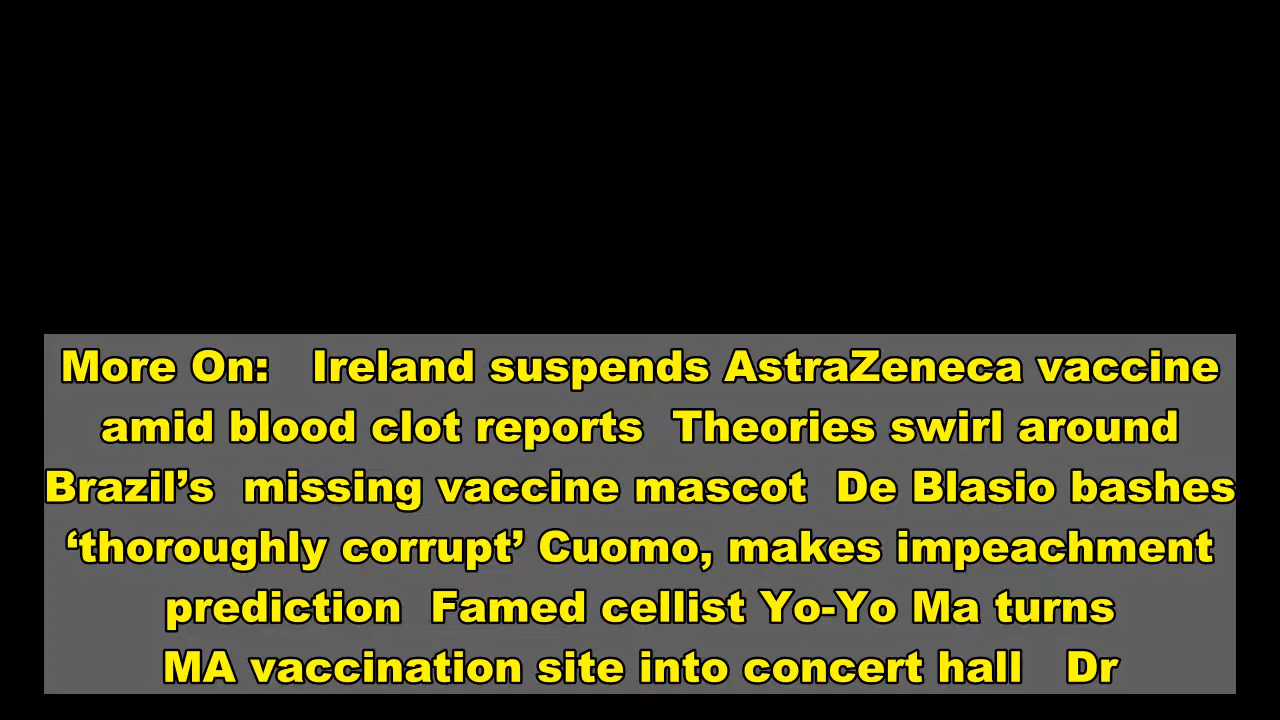 More On:   Ireland suspends AstraZeneca vaccine
amid blood clot reports  Theories swirl around
Brazil’s  missing vaccine mascot  De Blasio bashes
‘thoroughly corrupt’ Cuomo, makes impeachment
prediction  Famed cellist Yo-Yo Ma turns
MA vaccination site into concert hall   Dr